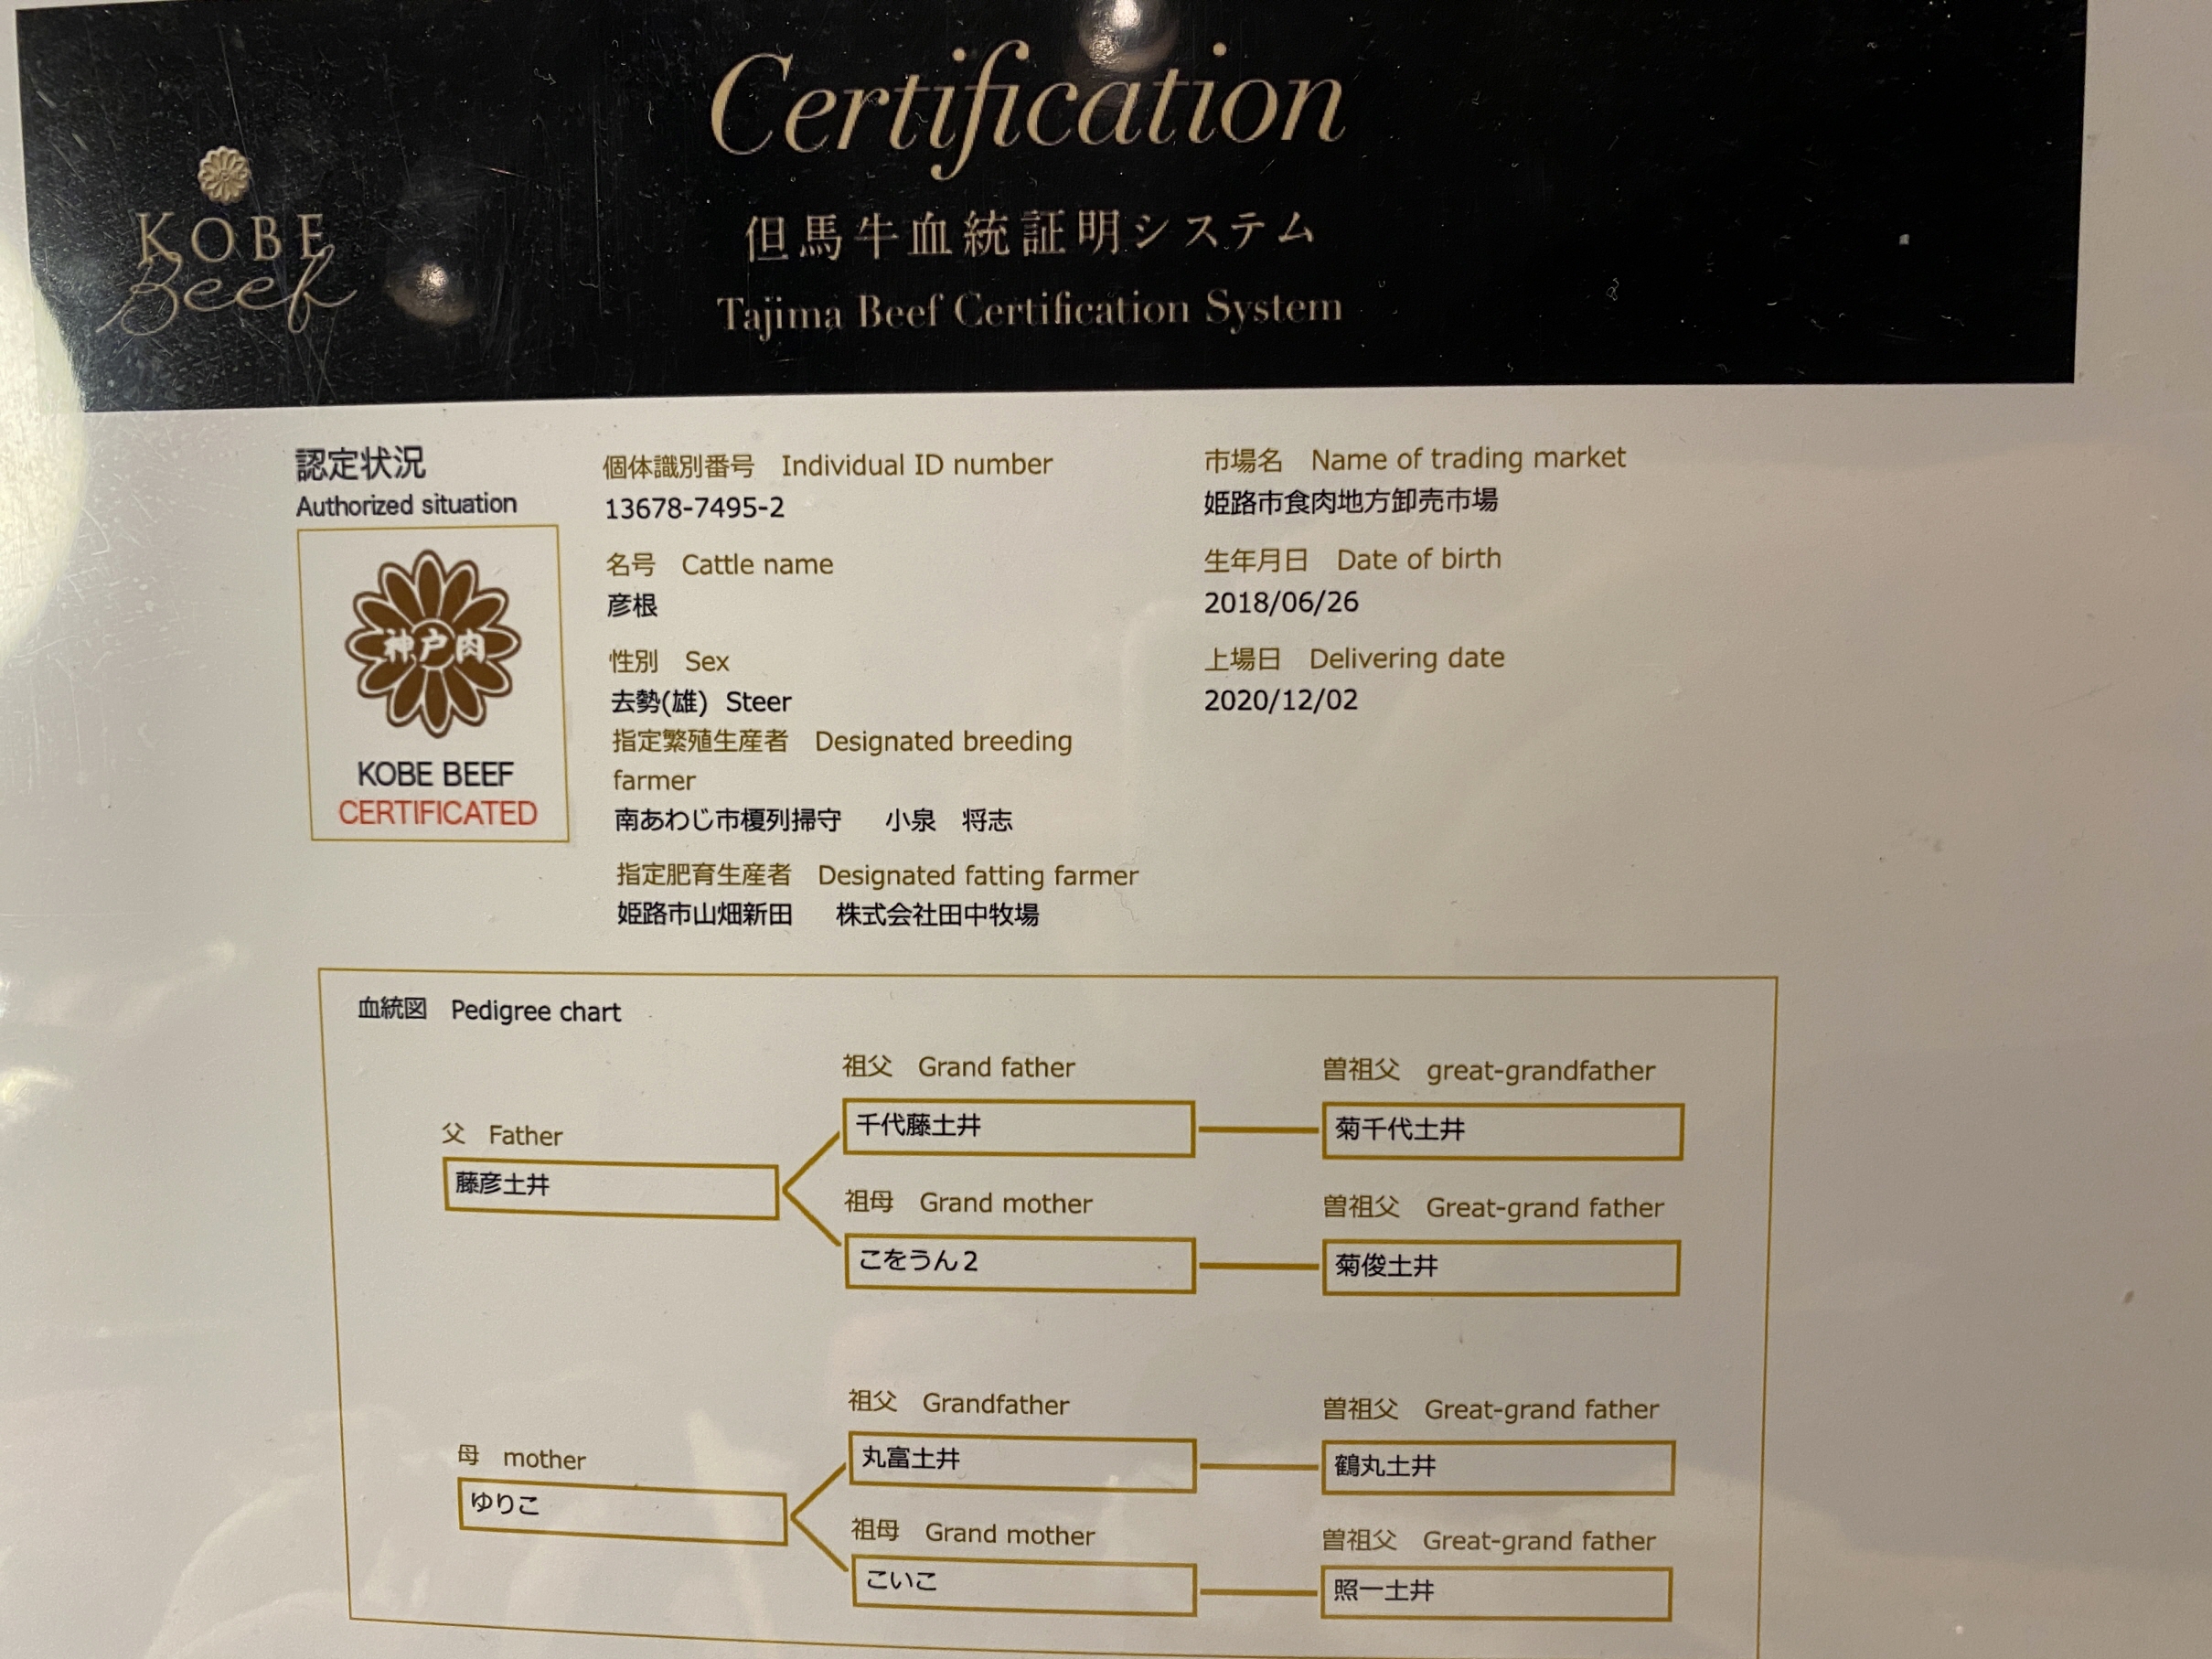 Certification
KOBE
Beef
但馬牛血統証明システム
Tajima Beef Certification System
認定状況
Authorized situation
神戸肉
KOBE BEEF
CERTIFICATED
個体識別番号 Individual ID number
13678-7495-2
名号 Cattle name
彦根
性別 Sex
去勢(雄) Steer
指定繁殖生産者 Designated breeding
farmer
南あわじ市榎列掃守 小泉 将志
指定肥育生産者 Designated fatting farmer
姫路市山畑新田 株式会社田中牧場
市場名 Name of trading market
姫路市食肉地方卸売市場
生年月日 Date of birth
2018/06/26
上場日 Delivering date
2020/12/02
血統図 Pedigree chart
父 Father
藤彦土井
祖父 Grand father
千代藤土井
曽祖父 great-grandfather
菊千代土井
祖母 Grand mother
こをうん2
曽祖父 Great-grand father
菊俊土井
母 mother
ゆりこ
祖父 Grandfather
丸富土井
曽祖父 Great-grand father
鶴丸土井
祖母 Grand mother
こいこ
曽祖父 Great-grand father
照一土井